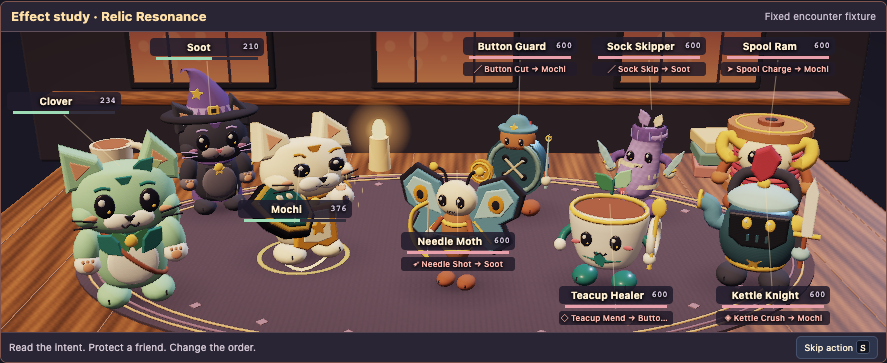 Effect study · Relic Resonance
Fixed encounter fixture
Soot 210
Button Guard 600
⟋ Button Cut → Mochi
Sock Skipper 600
⟋ Sock Skip → Soot
Spool Ram 600
➤ Spool Charge → Mochi
Clover 234
Mochi 376
Needle Moth 600
➶ Needle Shot → Soot
Teacup Healer 600
◇ Teacup Mend → Butto...
Kettle Knight 600
◈ Kettle Crush → Mochi
Read the intent. Protect a friend. Change the order.
Skip action S